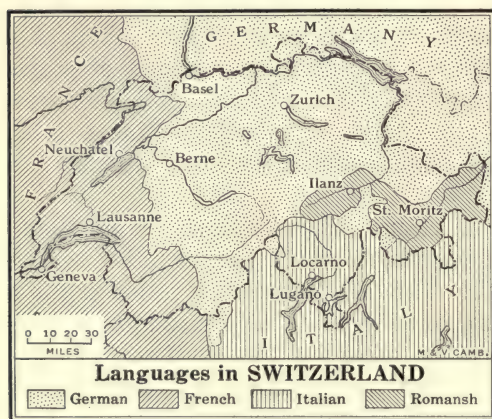 GERMANY
FRANCE
Basel
Zurich
Neuchatel
Berne
Ilanz
St. Moritz
Lausanne
Geneva
Locarno
Lugano
ITALY
0 10 20 30
MILES
M. & V. CAMB.
Languages in SWITZERLAND
German French Italian Romansh